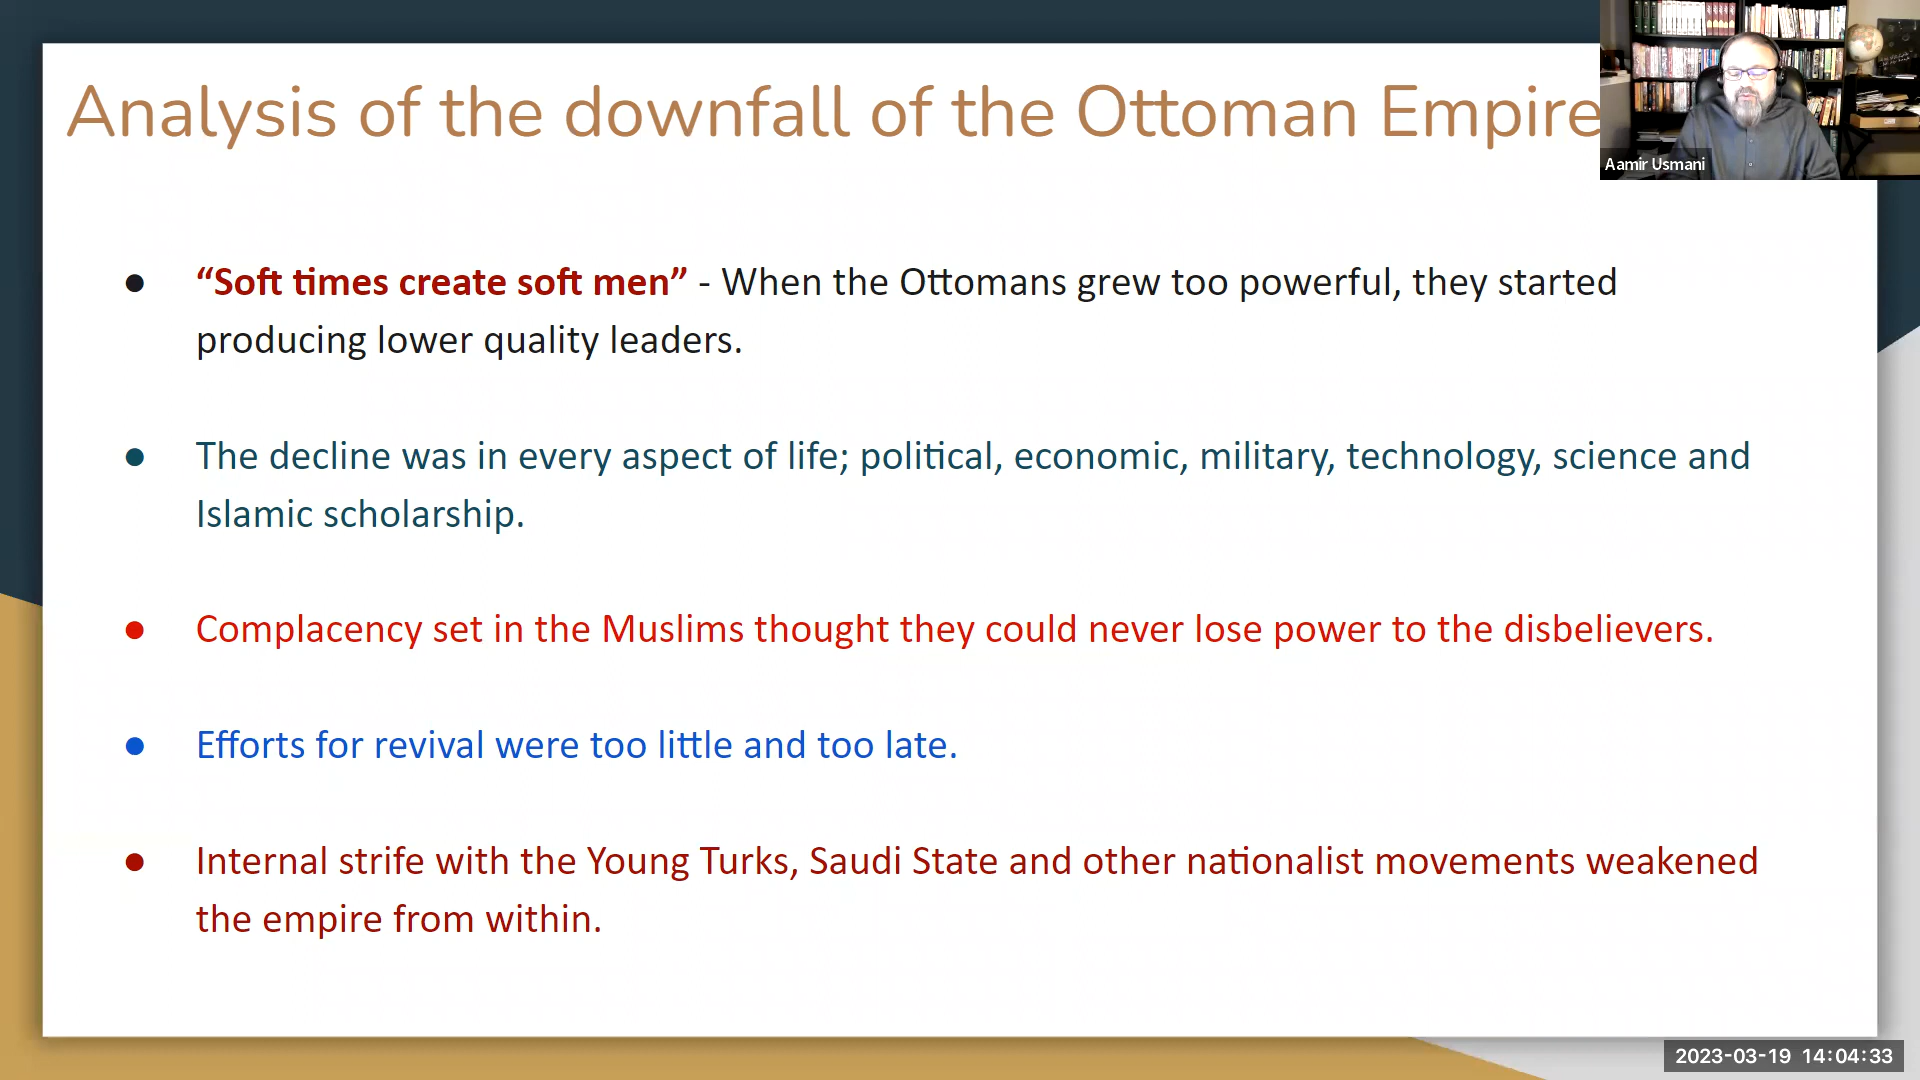 Analysis of the downfall of the Ottoman Empire
Aamir Usmani
● “Soft times create soft men” - When the Ottomans grew too powerful, they started
producing lower quality leaders.
● The decline was in every aspect of life; political, economic, military, technology, science and
Islamic scholarship.
● Complacency set in the Muslims thought they could never lose power to the disbelievers.
● Efforts for revival were too little and too late.
● Internal strife with the Young Turks, Saudi State and other nationalist movements weakened
the empire from within.
2023-03-19 14:04:33